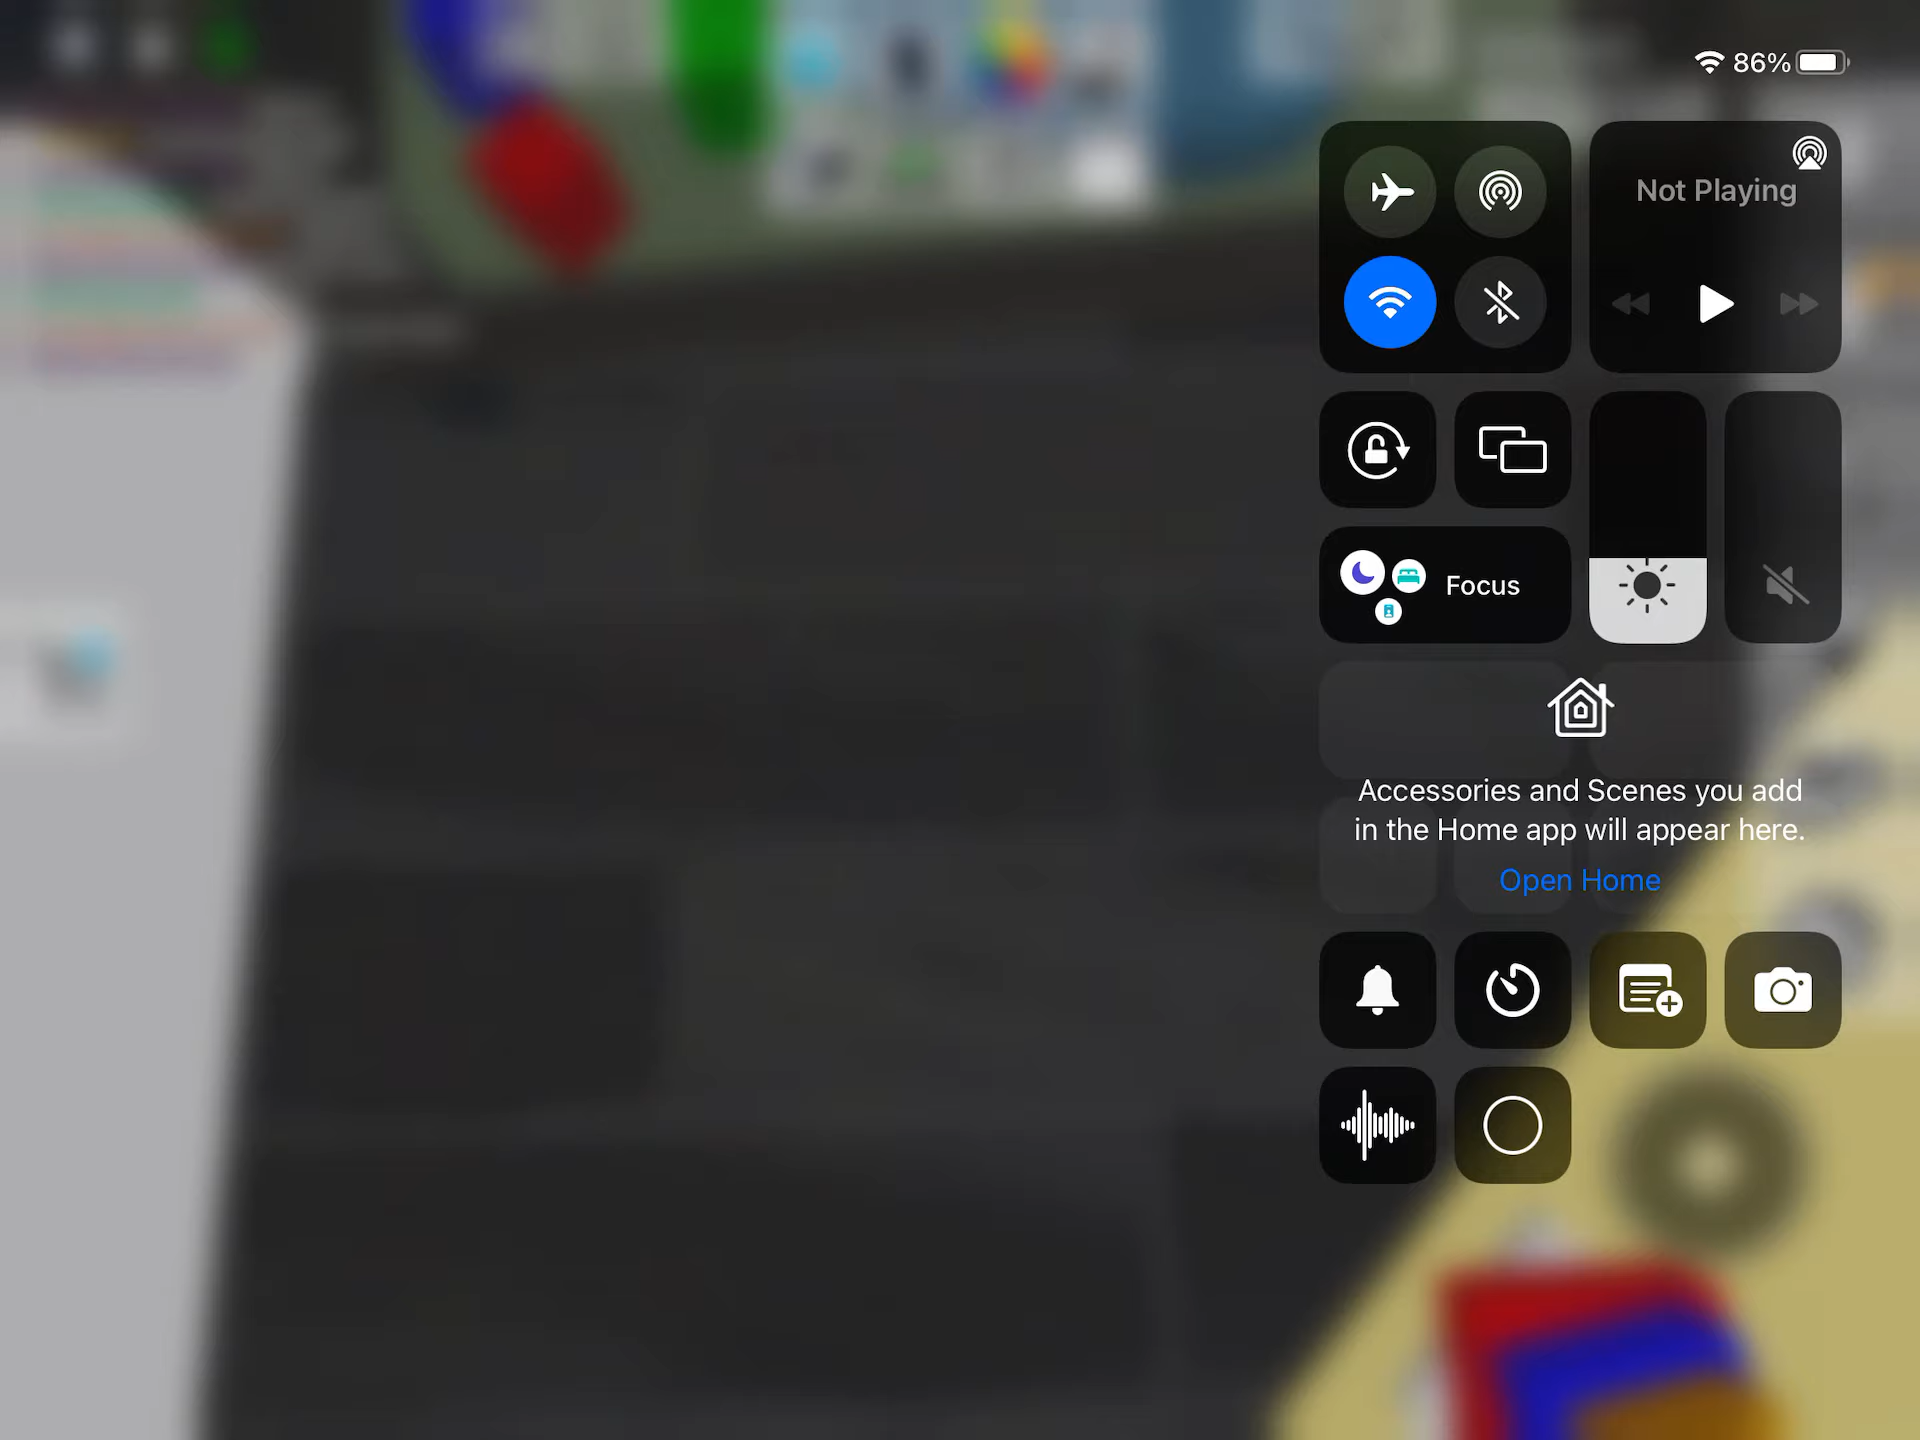 86%
Not Playing
Focus
Accessories and Scenes you add
in the Home app will appear here.
Open Home